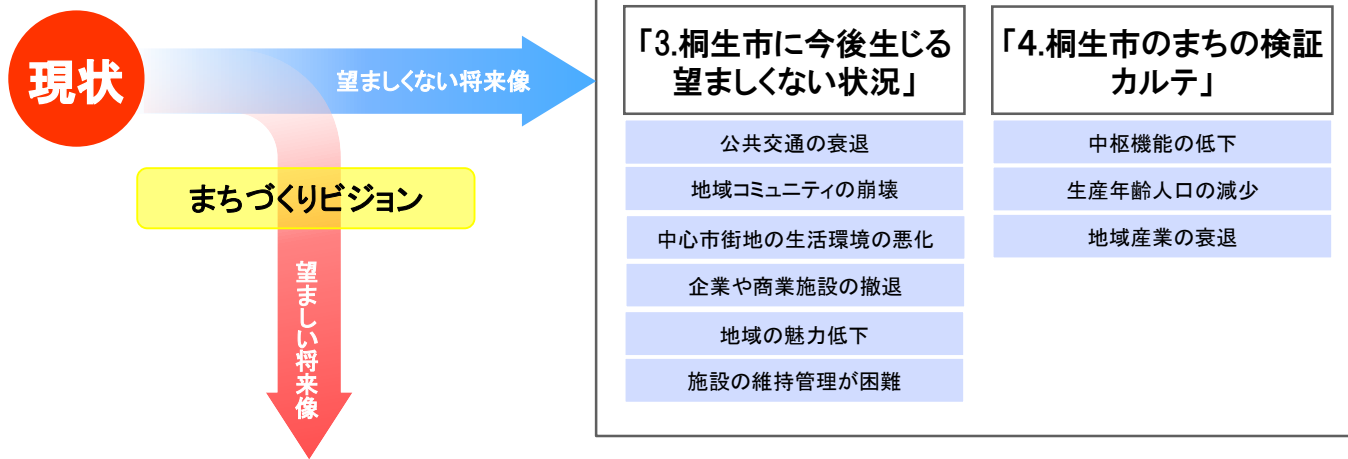 現状
望ましくない将来像
まちづくりビジョン
望ましい将来像
「3.桐生市に今後生じる
望ましくない状況」
公共交通の衰退
地域コミュニティの崩壊
中心市街地の生活環境の悪化
企業や商業施設の撤退
地域の魅力低下
施設の維持管理が困難
「4.桐生市のまちの検証
カルテ」
中枢機能の低下
生産年齢人口の減少
地域産業の衰退